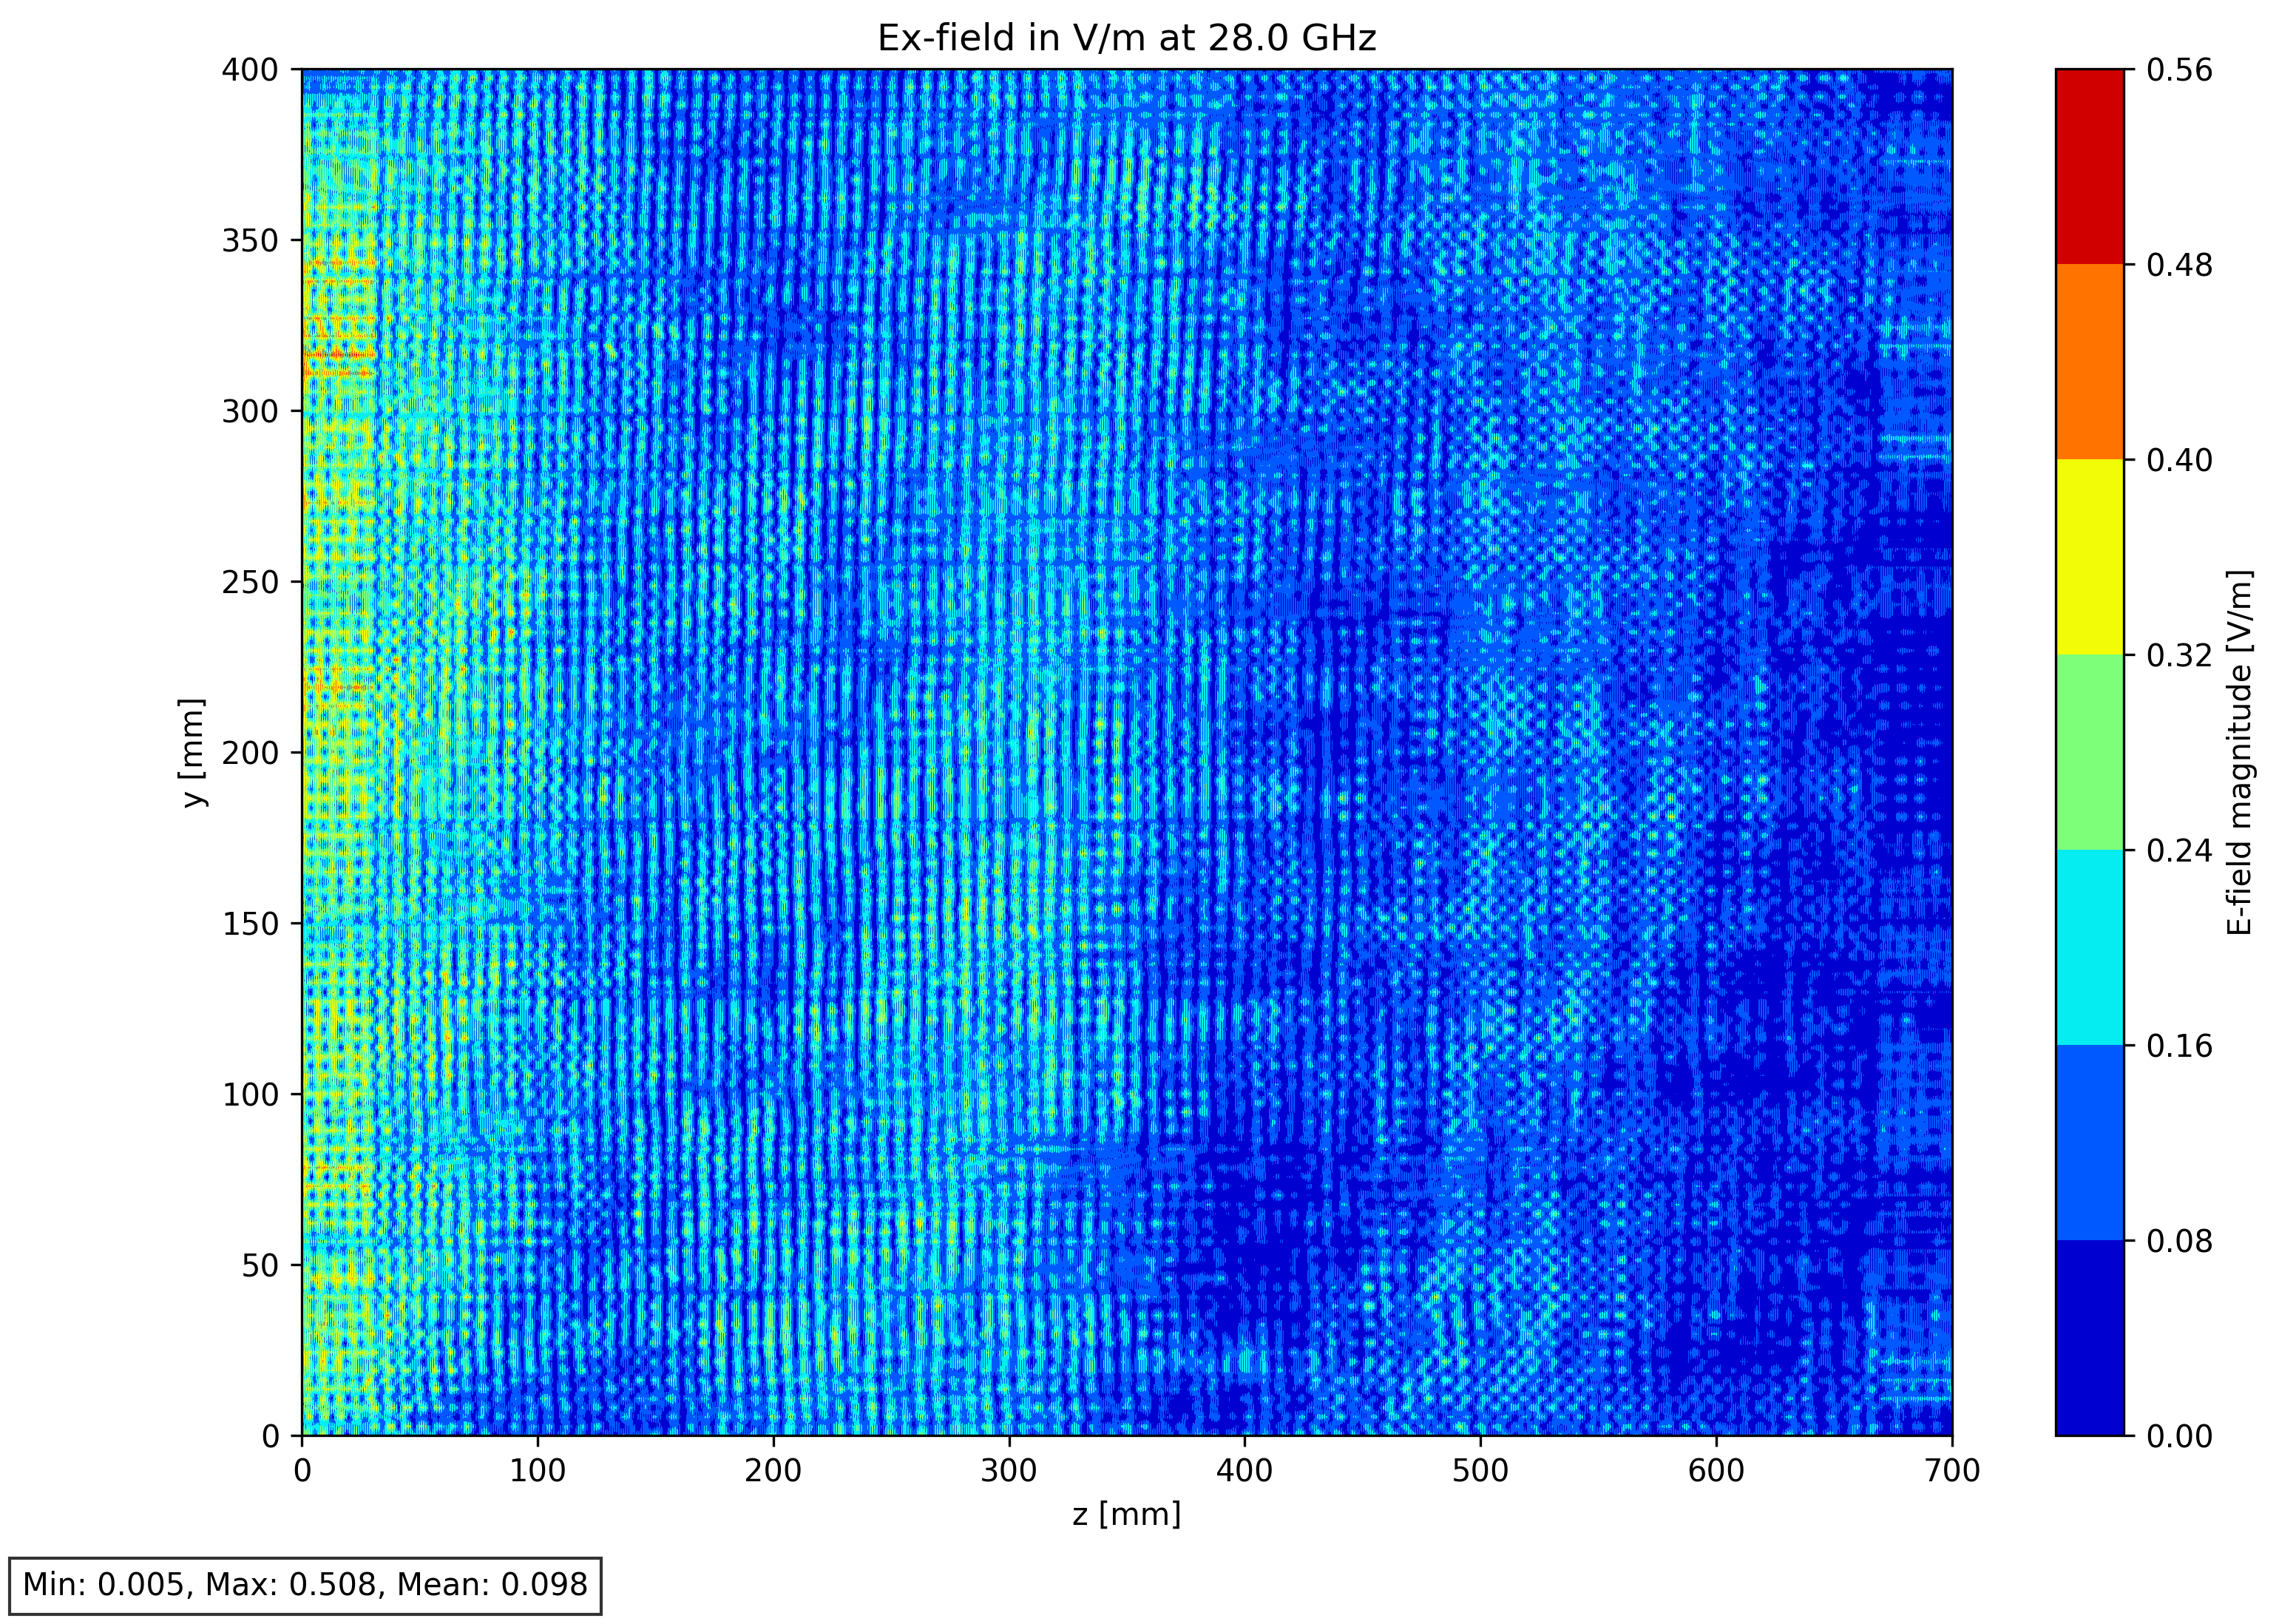 Ex-field in V/m at 28.0 GHz
400
350
300
250
200
150
100
50
0
y [mm]
0 100 200 300 400 500 600 700
z [mm]
0.56
0.48
0.40
0.32
0.24
0.16
0.08
0.00
E-field magnitude [V/m]
Min: 0.005, Max: 0.508, Mean: 0.098